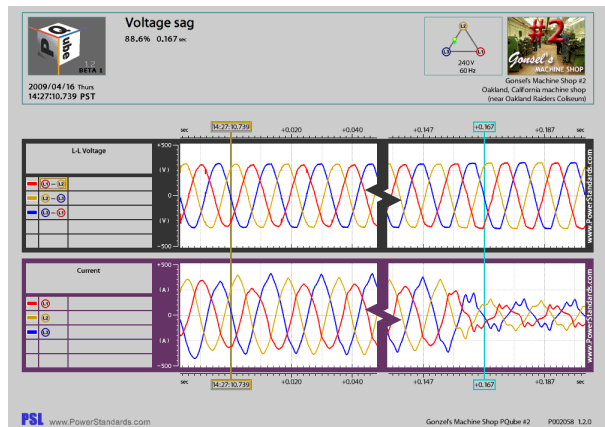 Voltage sag
88.6% 0.167 sec
P Qube
1.2
BETA 1
2009/04/16 Thurs
14:27:10.739 PST
L2
L3 L1
240V
60 Hz
#2
Gonsel's
MACHINE SHOP
Gonsel's Machine Shop #2
Oakland, California machine shop
(near Oakland Raiders Coliseum)
sec 14:27:10.739 +0.020 +0.040 +0.147 +0.167 +0.187 sec
L-L Voltage
+500
(V)
0
(V)
-500
L1 - L2
L2 - L3
L3 - L1
www.PowerStandards.com
Current
+500
(A)
0
(A)
-500
L1
L2
L3
www.PowerStandards.com
sec 14:27:10.739 +0.020 +0.040 +0.147 +0.167 +0.187 sec
PSL www.PowerStandards.com
Gonzel's Machine Shop PQube #2 P002058 1.2.0